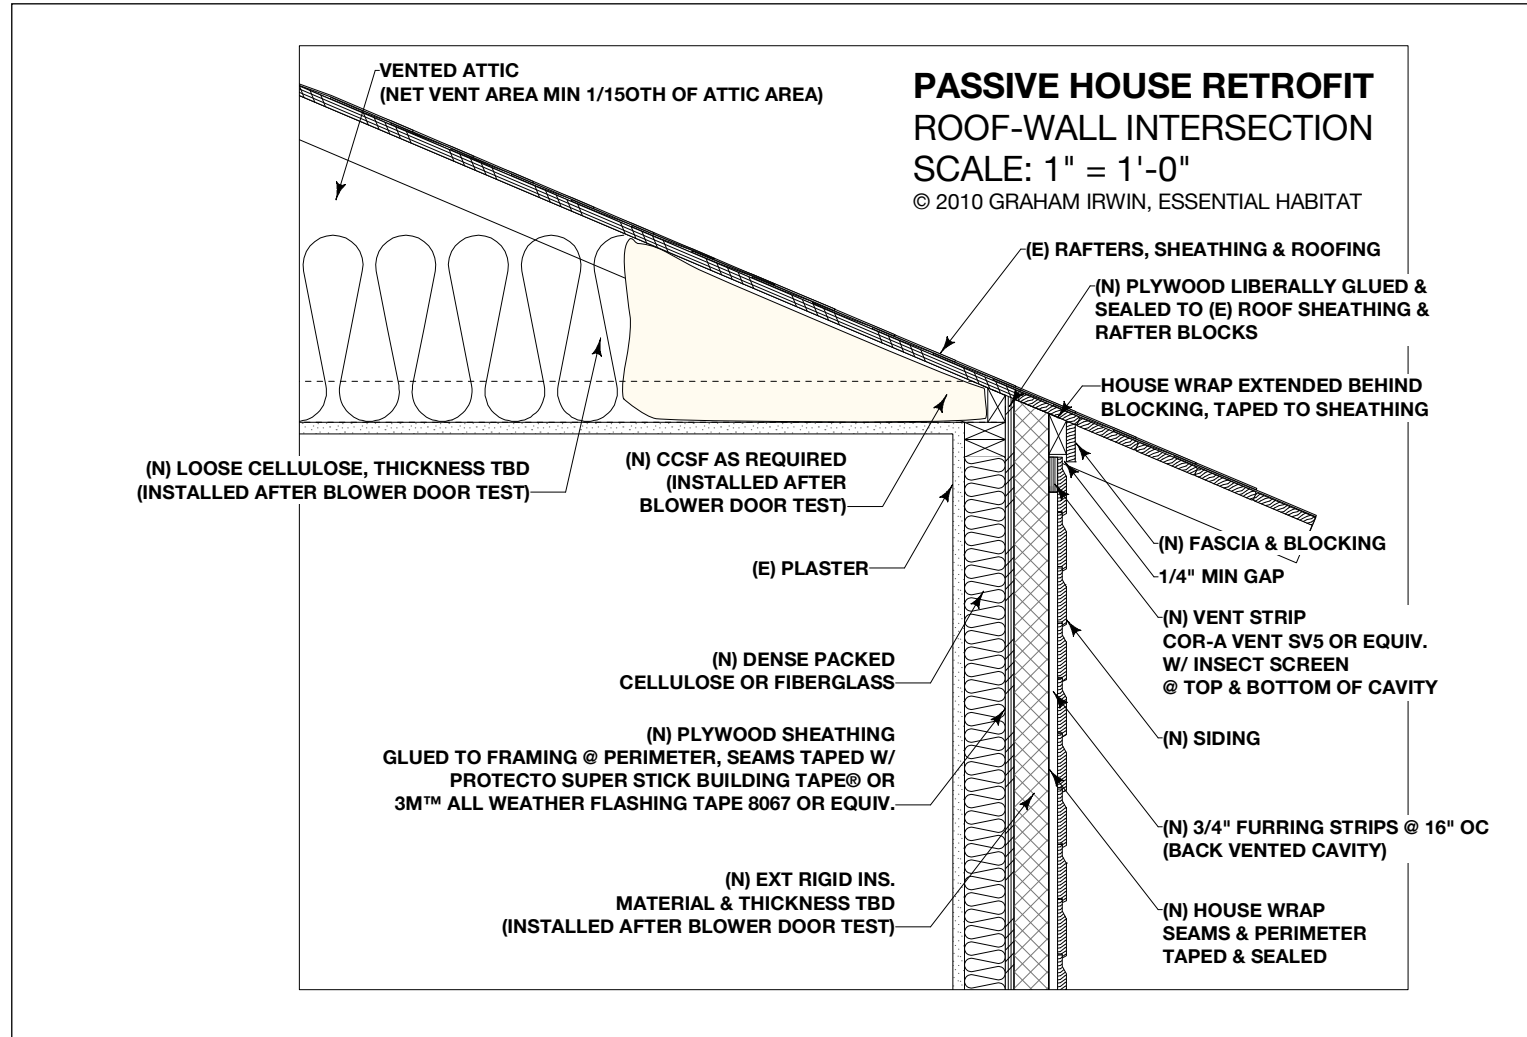 VENTED ATTIC
(NET VENT AREA MIN 1/15OTH OF ATTIC AREA)
PASSIVE HOUSE RETROFIT
ROOF-WALL INTERSECTION
SCALE: 1" = 1'-0"
© 2010 GRAHAM IRWIN, ESSENTIAL HABITAT
(E) RAFTERS, SHEATHING & ROOFING
(N) PLYWOOD LIBERALLY GLUED &
SEALED TO (E) ROOF SHEATHING &
RAFTER BLOCKS
HOUSE WRAP EXTENDED BEHIND
BLOCKING, TAPED TO SHEATHING
(N) LOOSE CELLULOSE, THICKNESS TBD
(INSTALLED AFTER BLOWER DOOR TEST)
(N) CCSF AS REQUIRED
(INSTALLED AFTER
BLOWER DOOR TEST)
(E) PLASTER
(N) DENSE PACKED
CELLULOSE OR FIBERGLASS
(N) PLYWOOD SHEATHING
GLUED TO FRAMING @ PERIMETER, SEAMS TAPED W/
PROTECTO SUPER STICK BUILDING TAPE® OR
3M™ ALL WEATHER FLASHING TAPE 8067 OR EQUIV.
(N) EXT RIGID INS.
MATERIAL & THICKNESS TBD
(INSTALLED AFTER BLOWER DOOR TEST)
(N) FASCIA & BLOCKING
1/4" MIN GAP
(N) VENT STRIP
COR-A VENT SV5 OR EQUIV.
W/ INSECT SCREEN
@ TOP & BOTTOM OF CAVITY
(N) SIDING
(N) 3/4" FURRING STRIPS @ 16" OC
(BACK VENTED CAVITY)
(N) HOUSE WRAP
SEAMS & PERIMETER
TAPED & SEALED